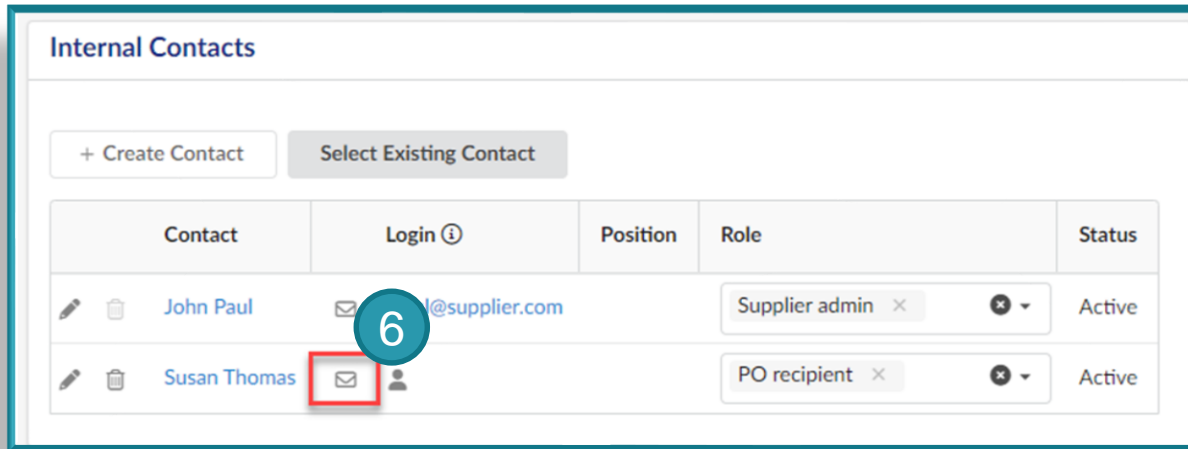 Internal Contacts
+ Create Contact Select Existing Contact
Contact Login Position Role Status
John Paul l@supplier.com Supplier admin × Active
6
Susan Thomas PO recipient × Active